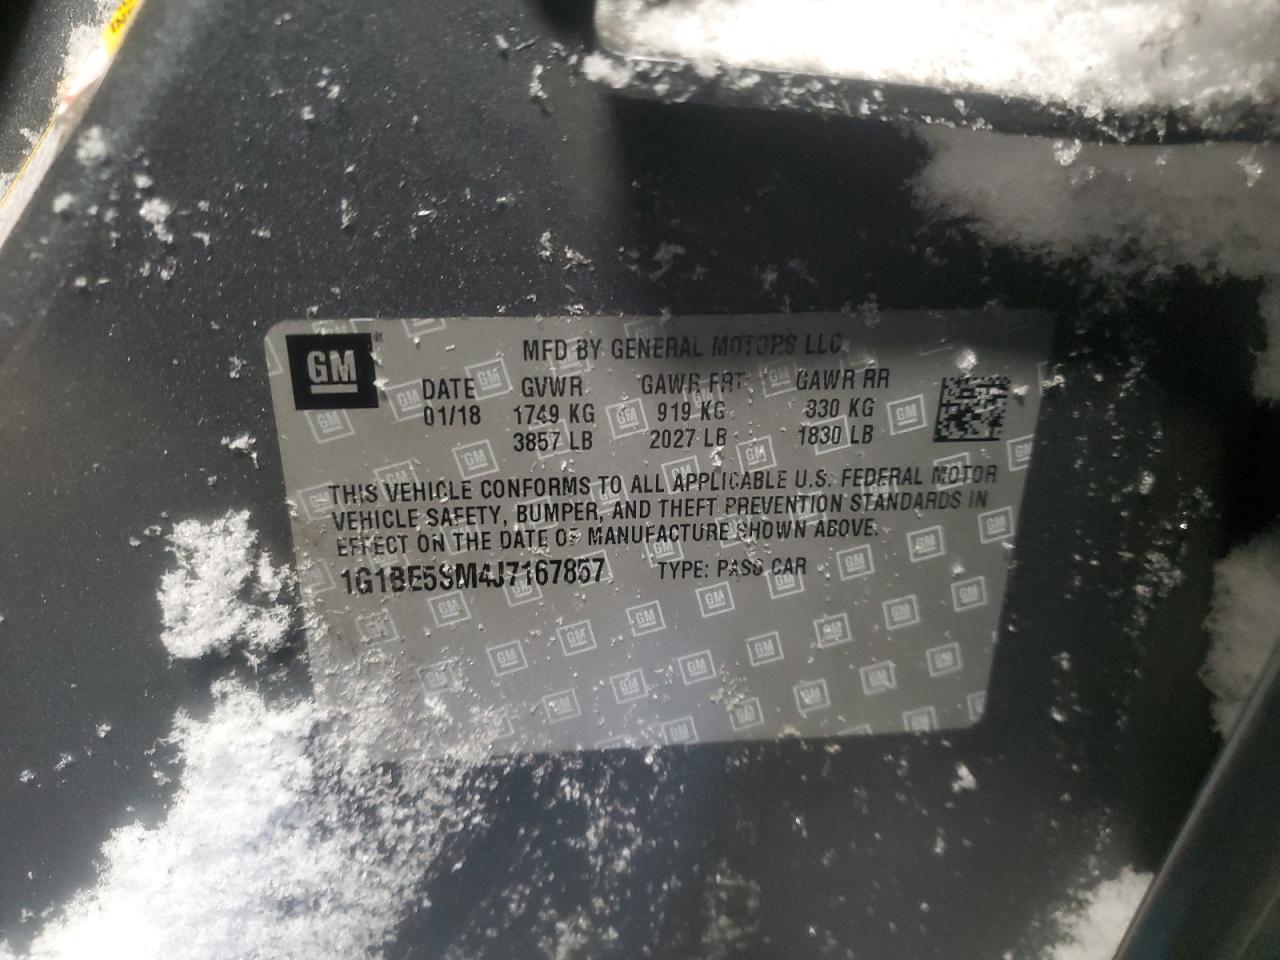 GM
MFD BY GENERAL MOTORS LLC
DATE GVWR GAWR FRT GAWR RR
01/18 1749 KG 919 KG 830 KG
3857 LB 2027 LB 1830 LB
THIS VEHICLE CONFORMS TO ALL APPLICABLE U.S. FEDERAL MOTOR
VEHICLE SAFETY, BUMPER, AND THEFT PREVENTION STANDARDS IN
EFFECT ON THE DATE OF MANUFACTURE SHOWN ABOVE.
1G1BE5SM4J7167857 TYPE: PASS CAR